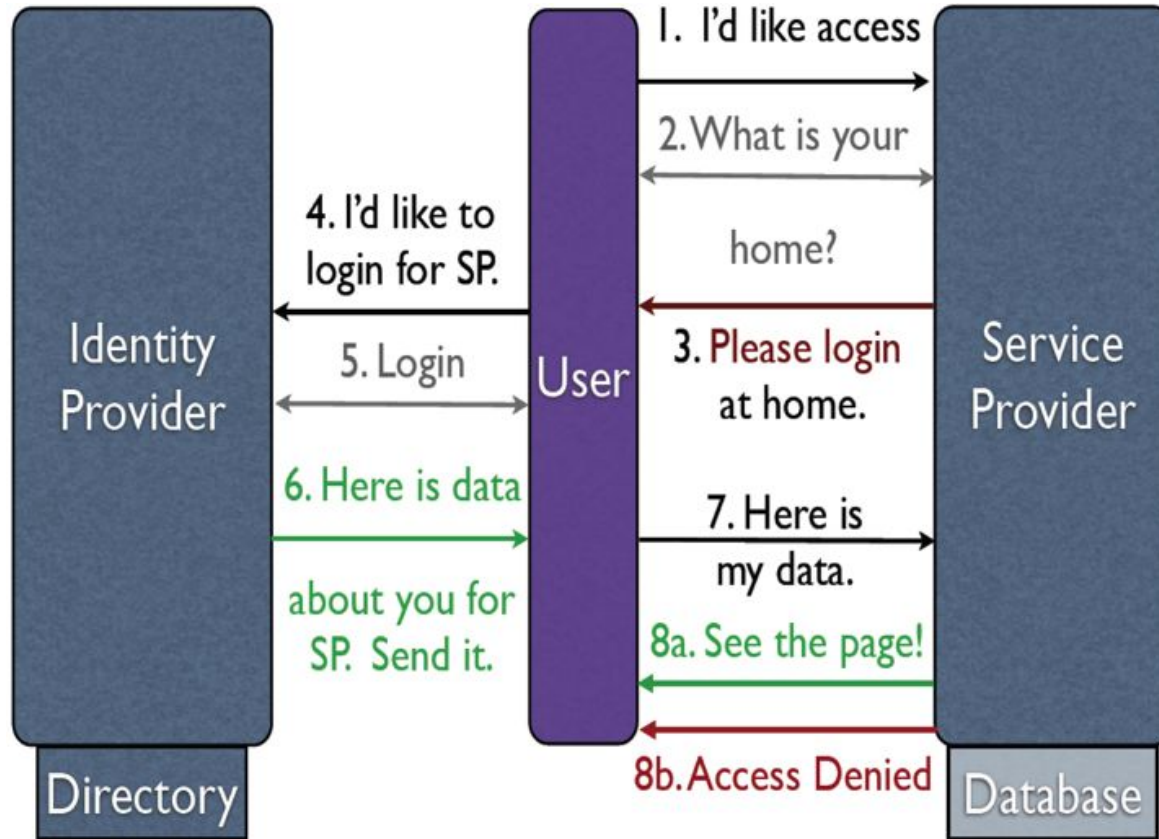 1. I'd like access
2. What is your
home?
3. Please login
at home.
4. I'd like to
login for SP.
5. Login
6. Here is data
about you for
SP. Send it.
7. Here is
my data.
8a. See the page!
8b. Access Denied
Identity
Provider
User
Service
Provider
Directory
Database